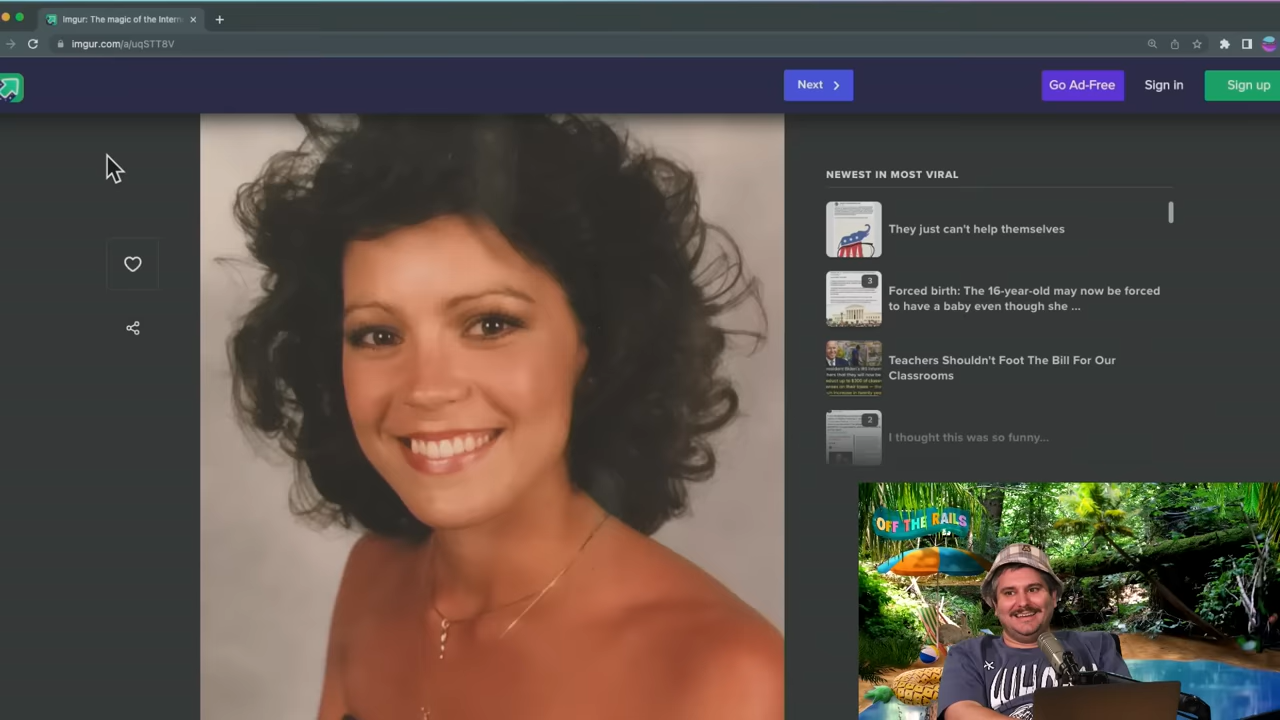 Imgur: The magic of the Intern
imgur.com/a/uqSTT8V
Next
Go Ad-Free
Sign in
Sign up
NEWEST IN MOST VIRAL
They just can't help themselves
3
Forced birth: The 16-year-old may now be forced
to have a baby even though she ...
Teachers Shouldn't Foot The Bill For Our
Classrooms
2
I thought this was so funny...
OFF THE RAILS